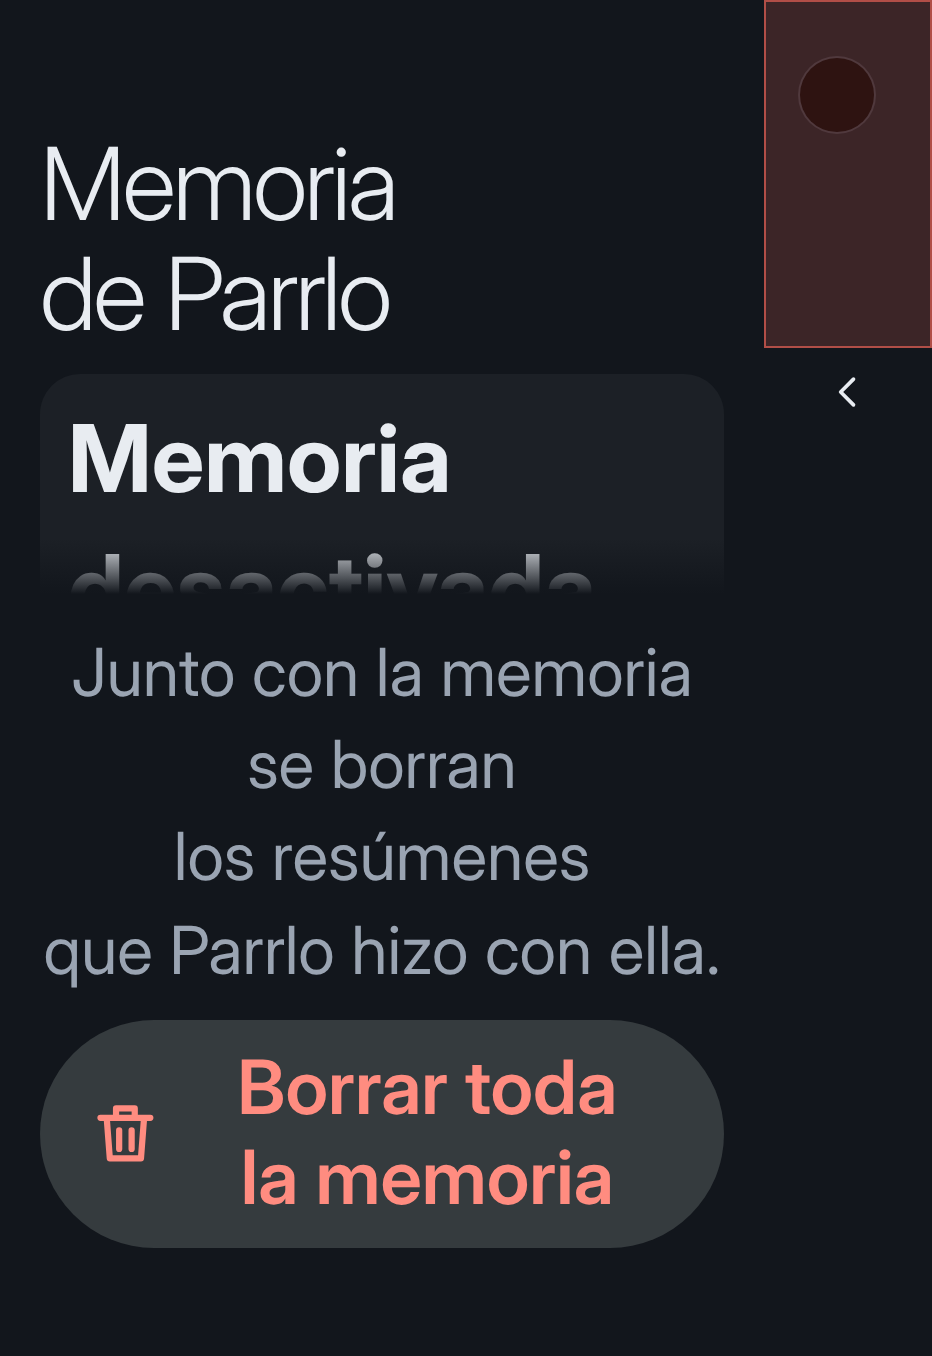 Memoria
de Parrlo
Memoria
desactivada
Junto con la memoria
se borran
los resúmenes
que Parrlo hizo con ella.
Borrar toda
la memoria